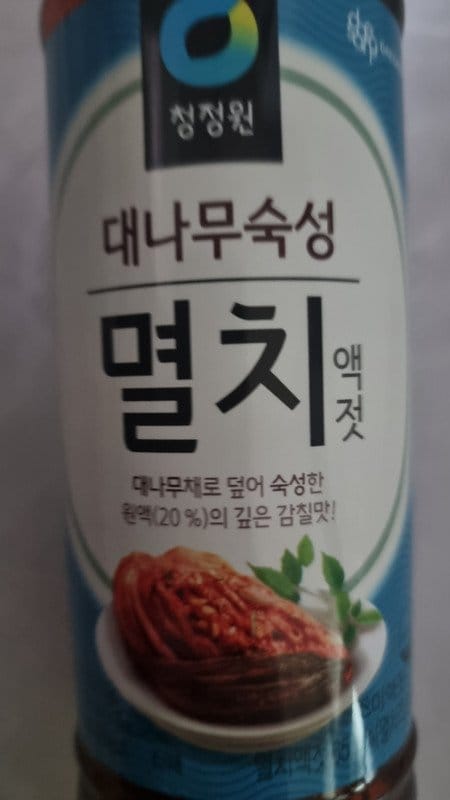 청정원
대나무숙성
멸치
액
젓
대나무채로 덮어 숙성한
원액(20 %)의 깊은 감칠맛!